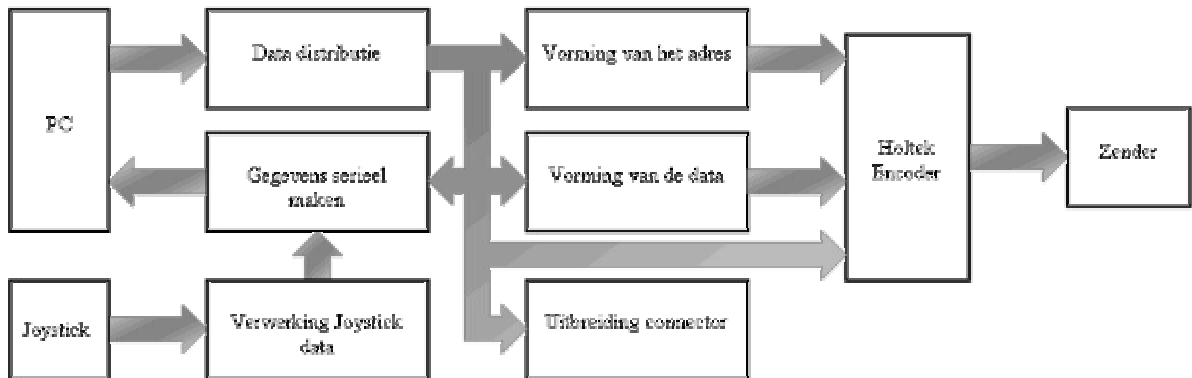 PC
Data distributie
Vorming van het adres
Gegevens serieel
maken
Vorming van de data
Holtek
Encoder
Zender
Joystick
Verwerking Joystick
data
Uitbreiding connector